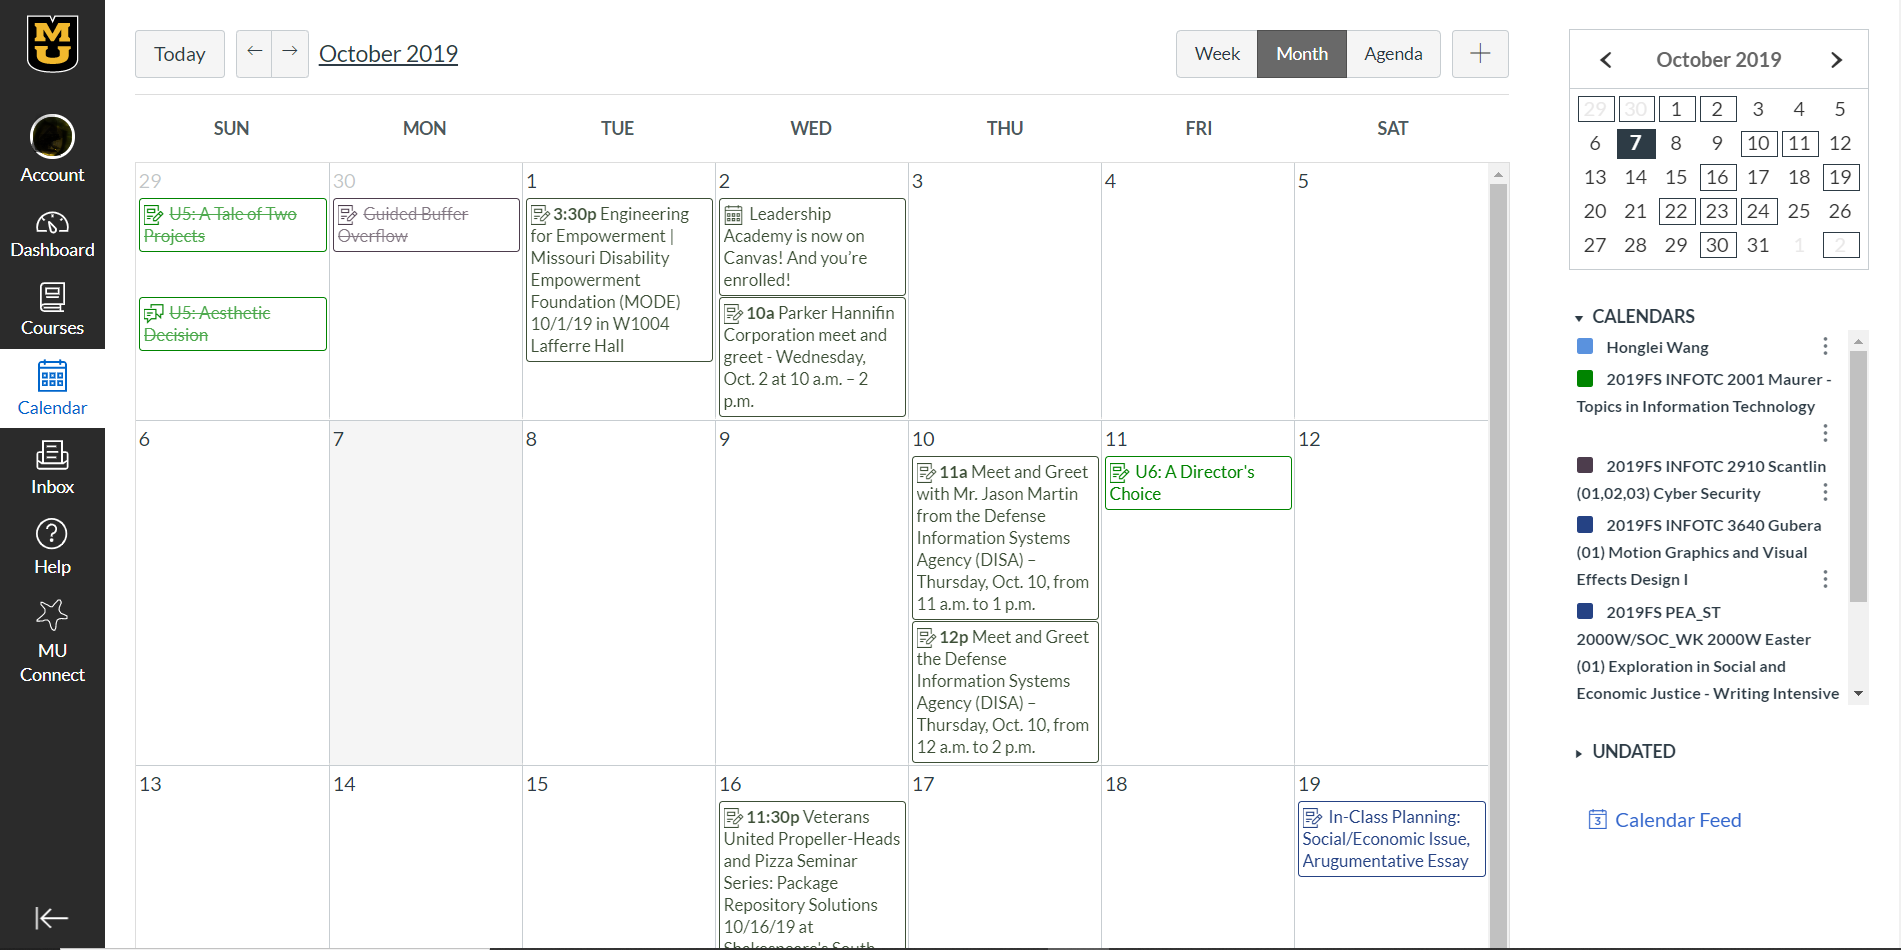 MU
Account
Dashboard
Courses
Calendar
Inbox
Help
MU
Connect
Today
October 2019
Week
Month
Agenda
SUN MON TUE WED THU FRI SAT
29
U5: A Tale of Two
Projects
U5: Aesthetic
Decision
30
Guided Buffer
Overflow
1
3:30p Engineering
for Empowerment |
Missouri Disability
Empowerment
Foundation (MODE)
10/1/19 in W1004
Lafferre Hall
2
Leadership
Academy is now on
Canvas! And you're
enrolled!
10a Parker Hannifin
Corporation meet and
greet - Wednesday,
Oct. 2 at 10 a.m. – 2
p.m.
3
4
5
6
7
8
9
10
11a Meet and Greet
with Mr. Jason Martin
from the Defense
Information Systems
Agency (DISA) –
Thursday, Oct. 10, from
11 a.m. to 1 p.m.
12p Meet and Greet
the Defense
Information Systems
Agency (DISA) –
Thursday, Oct. 10, from
12 a.m. to 2 p.m.
11
U6: A Director's
Choice
12
13
14
15
16
11:30p Veterans
United Propeller-Heads
and Pizza Seminar
Series: Package
Repository Solutions
10/16/19 at
Shakespeare's South
17
18
19
In-Class Planning:
Social/Economic Issue,
Arugumentative Essay
October 2019
29 30 1 2 3 4 5
6 7 8 9 10 11 12
13 14 15 16 17 18 19
20 21 22 23 24 25 26
27 28 29 30 31 1 2
CALENDARS
Honglei Wang
2019FS INFOTC 2001 Maurer -
Topics in Information Technology
2019FS INFOTC 2910 Scantlin
(01,02,03) Cyber Security
2019FS INFOTC 3640 Gubera
(01) Motion Graphics and Visual
Effects Design I
2019FS PEA_ST
2000W/SOC_WK 2000W Easter
(01) Exploration in Social and
Economic Justice - Writing Intensive
UNDATED
3
Calendar Feed